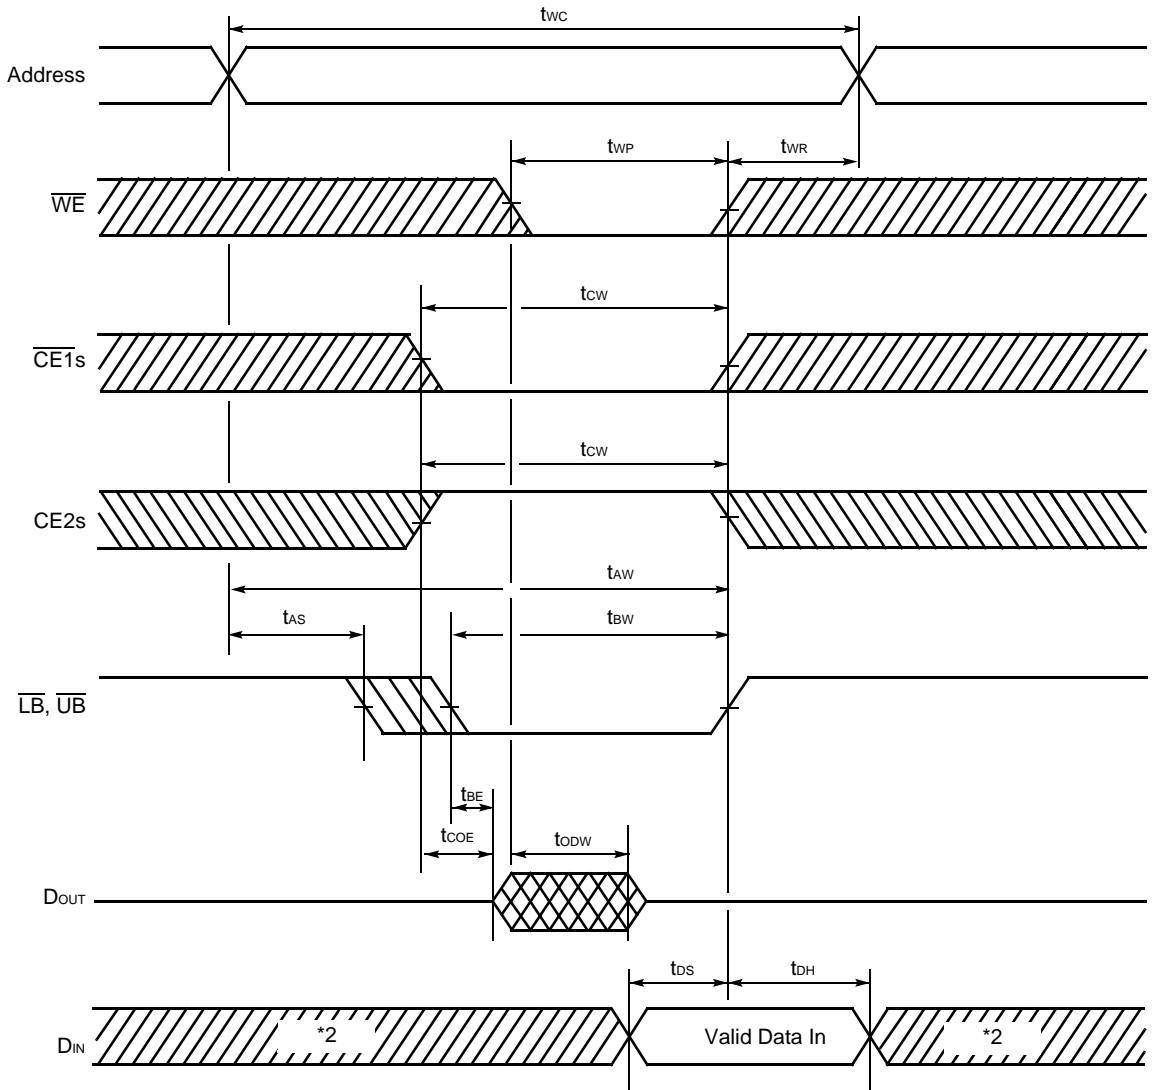 tWC
Address
tWP
tWR
WE
tCW
CE1s
tCW
CE2s
tAW
tAS
tBW
LB, UB
tBE
tCOE
tODW
DOUT
tDS
tDH
DIN
*2
Valid Data In
*2